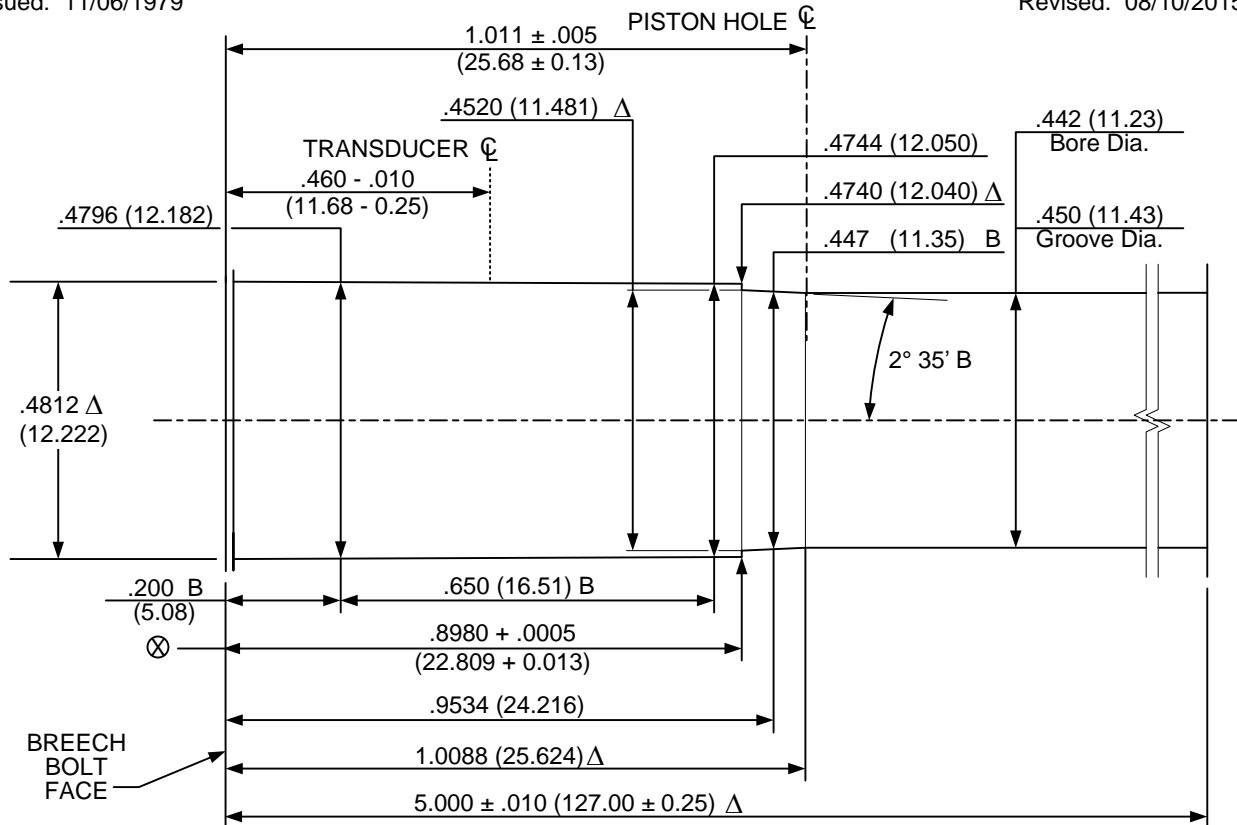 sued: 11/06/1979
Revised: 08/10/2015
PISTON HOLE ℄
1.011 ± .005
(25.68 ± 0.13)
.4520 (11.481) Δ
.442 (11.23)
Bore Dia.
TRANSDUCER ℄
.4744 (12.050)
.460 - .010
(11.68 - 0.25)
.4740 (12.040) Δ
.4796 (12.182)
.447 (11.35) B
.450 (11.43)
Groove Dia.
2° 35' B
.4812 Δ
(12.222)
.200 B
(5.08)
.650 (16.51) B
.8980 + .0005
(22.809 + 0.013)
.9534 (24.216)
BREECH
BOLT
FACE
1.0088 (25.624) Δ
5.000 ± .010 (127.00 ± 0.25) Δ